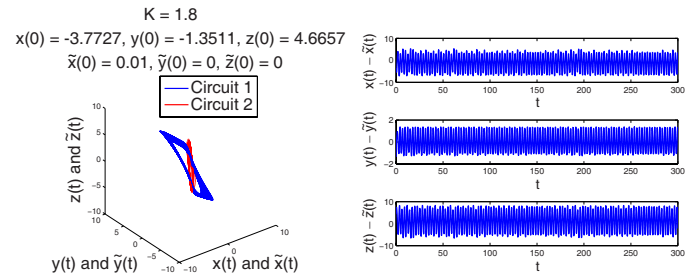 K = 1.8
x(0) = -3.7727, y(0) = -1.3511, z(0) = 4.6657
x̃(0) = 0.01, ỹ(0) = 0, z̃(0) = 0
Circuit 1
Circuit 2
z(t) and z̃(t)
10
5
0
−5
−10
10
5
0
−5
−10
y(t) and ỹ(t)
−10
0
10
x(t) and x̃(t)
x(t) − x̃(t)
10
0
−10
0 50 100 150 200 250 300
t
y(t) − ỹ(t)
2
0
−2
0 50 100 150 200 250 300
t
z(t) − z̃(t)
10
0
−10
0 50 100 150 200 250 300
t